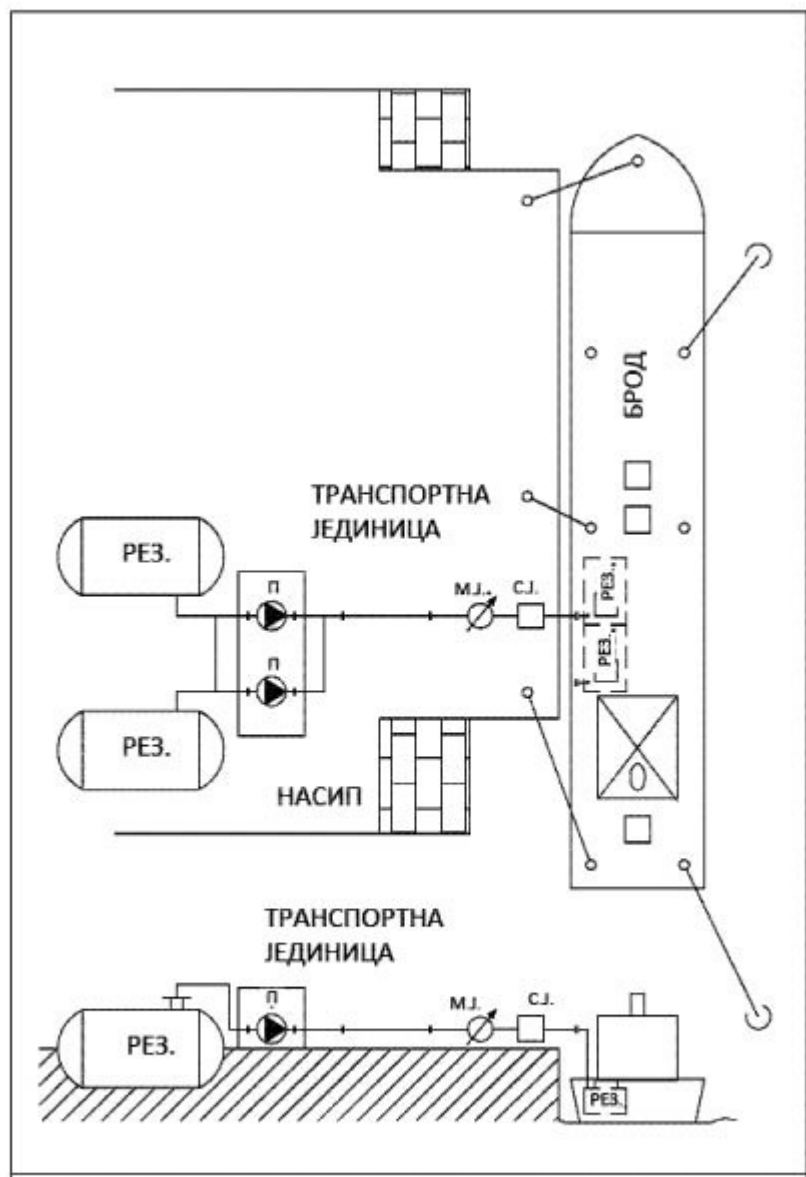 БРОД
ТРАНСПОРТНА
ЈЕДИНИЦА
РЕЗ.
П
М.Ј.
С.Ј.
РЕЗ.
П
РЕЗ.
РЕЗ.
НАСИП
ТРАНСПОРТНА
ЈЕДИНИЦА
РЕЗ.
П
М.Ј.
С.Ј.
РЕЗ.